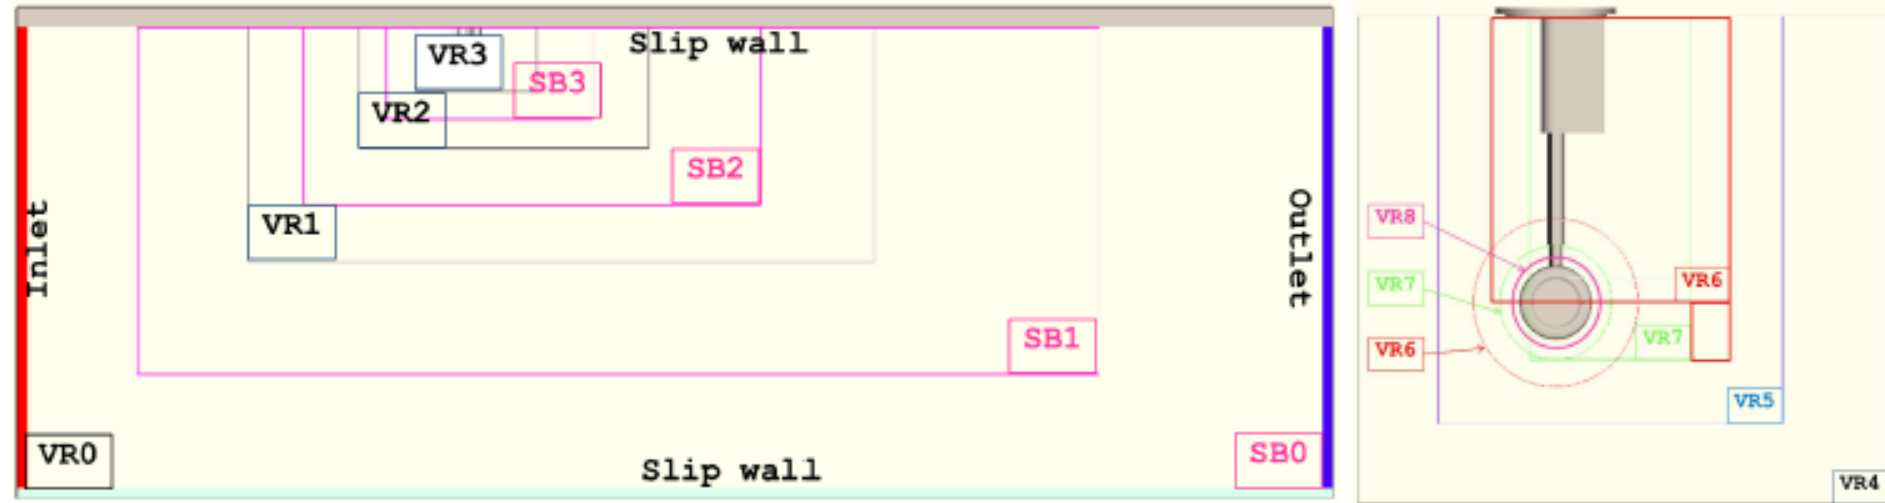 Slip wall
VR3
SB3
VR2
SB2
VR1
Inlet
Outlet
SB1
VR0
SB0
Slip wall
VR8
VR7
VR6
VR6
VR7
VR5
VR4